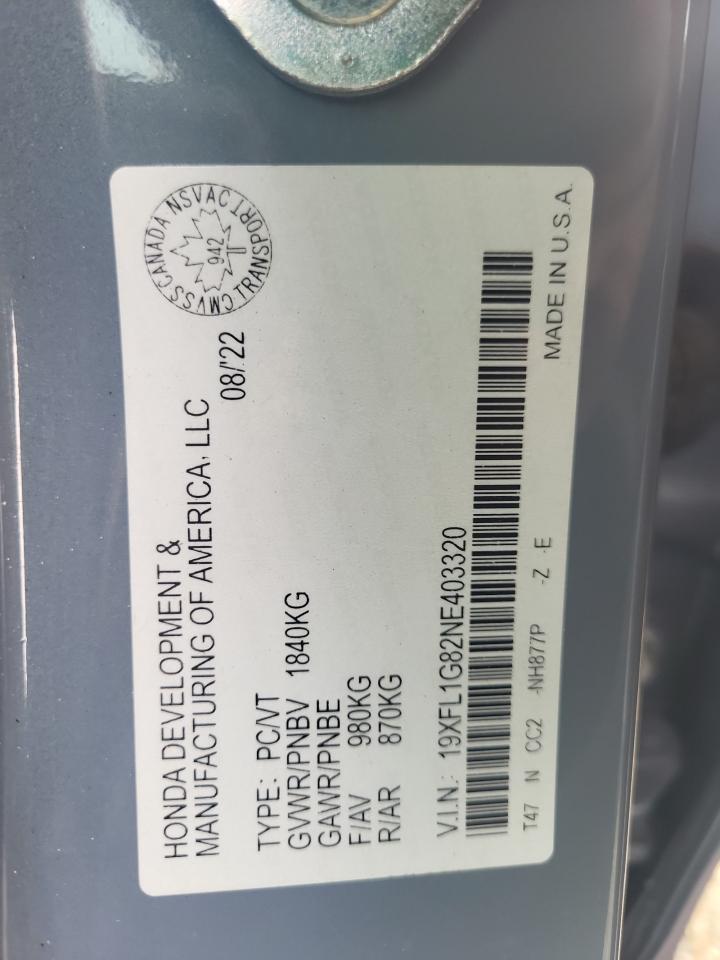 HONDA DEVELOPMENT &
MANUFACTURING OF AMERICA, LLC
08/'22
CMVSS CANADA NSVAC TRANSPORT
942
TYPE: PC/VT
GVWR/PNBV 1840KG
GAWR/PNBE
F/AV 980KG
R/AR 870KG
V.I.N.: 19XFL1G82NE403320
T47 N CC2 -NH877P -Z -E
MADE IN U.S.A.